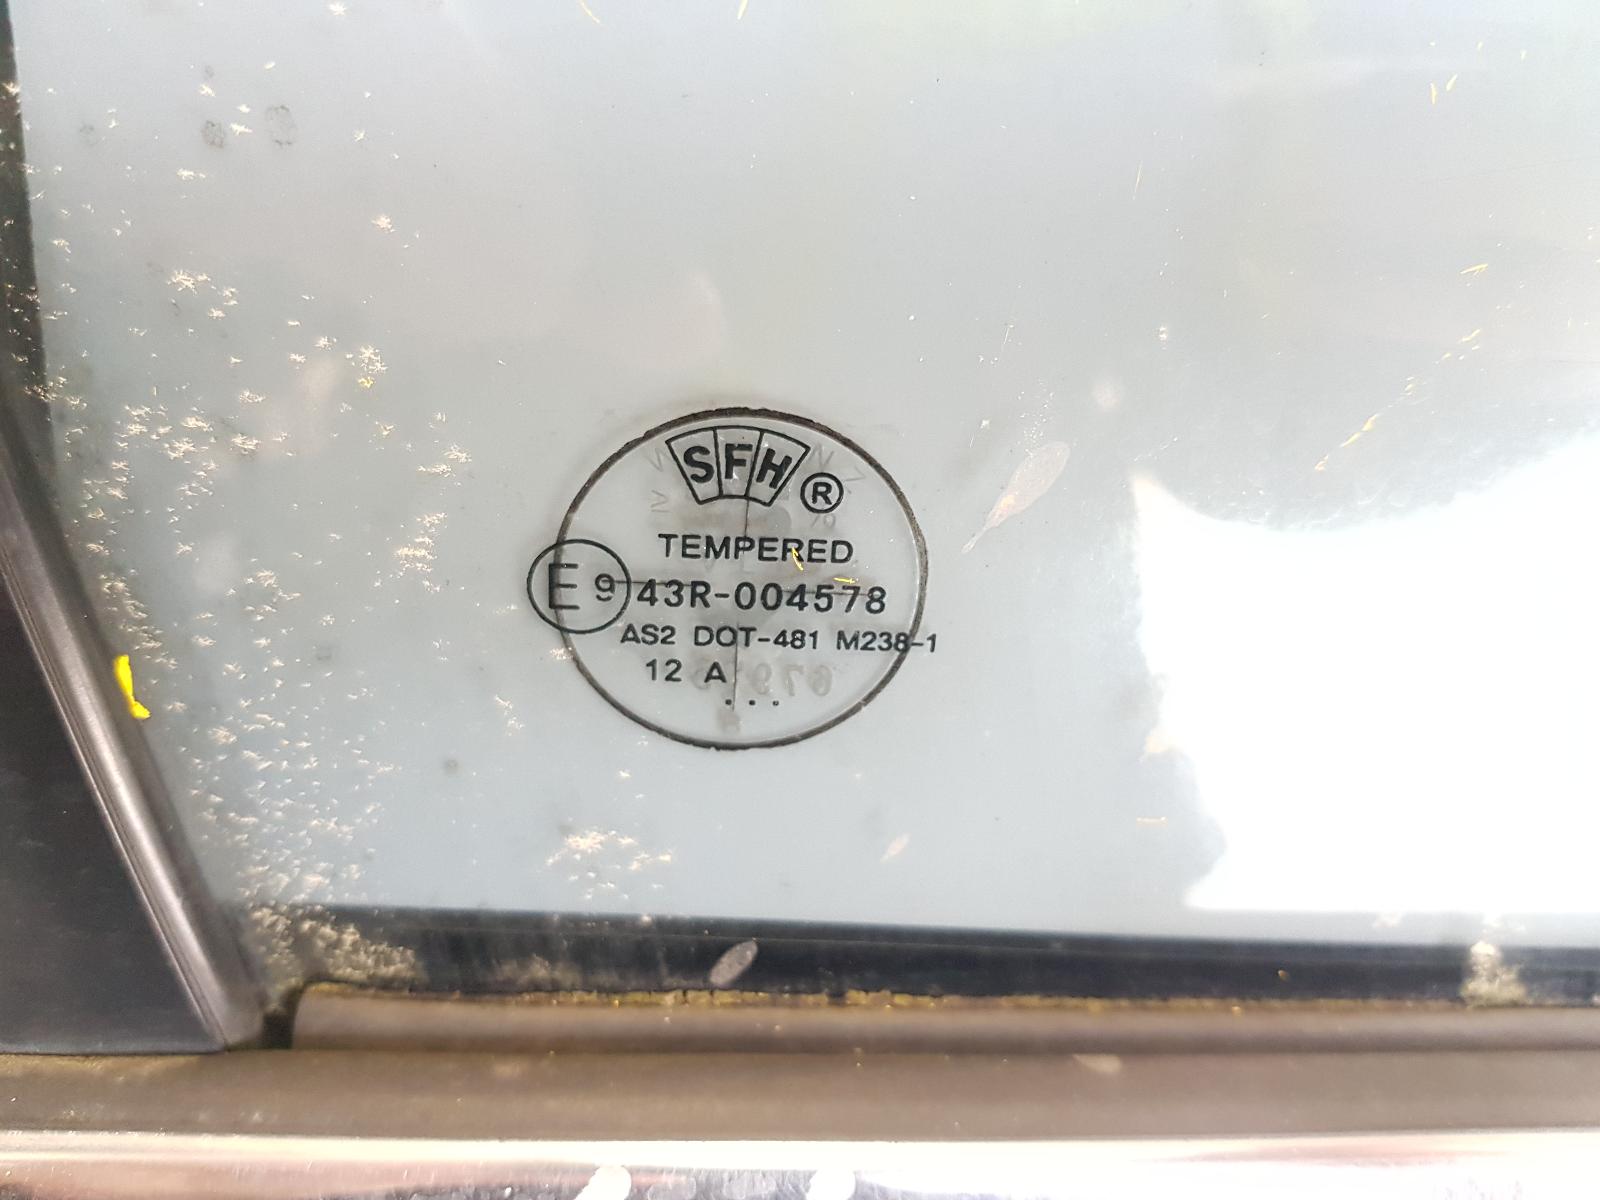 SFH ®
TEMPERED
E9 43R-004578
AS2 DOT-481 M238-1
12 A
...